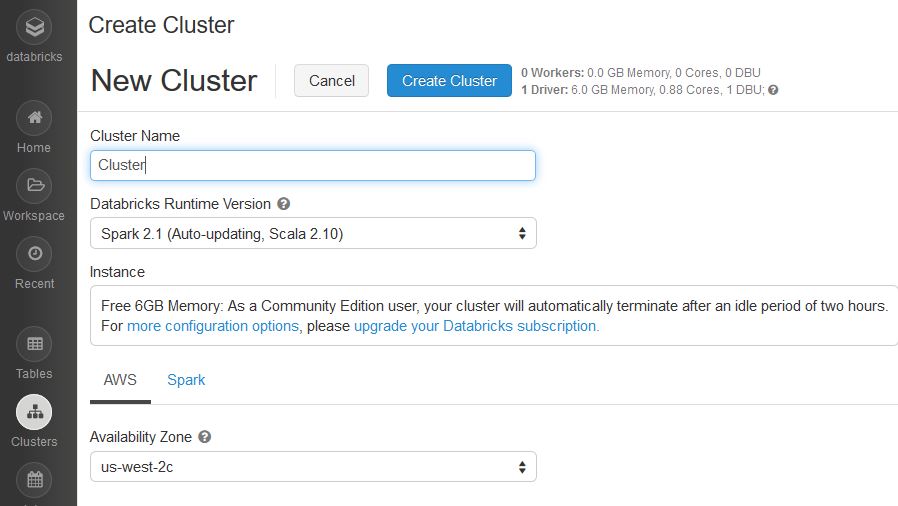 databricks
Home
Workspace
Recent
Tables
Clusters
Create Cluster
New Cluster
Cancel
Create Cluster
0 Workers: 0.0 GB Memory, 0 Cores, 0 DBU
1 Driver: 6.0 GB Memory, 0.88 Cores, 1 DBU;
Cluster Name
Cluster
Databricks Runtime Version
Spark 2.1 (Auto-updating, Scala 2.10)
Instance
Free 6GB Memory: As a Community Edition user, your cluster will automatically terminate after an idle period of two hours.
For more configuration options, please upgrade your Databricks subscription.
AWS Spark
Availability Zone
us-west-2c